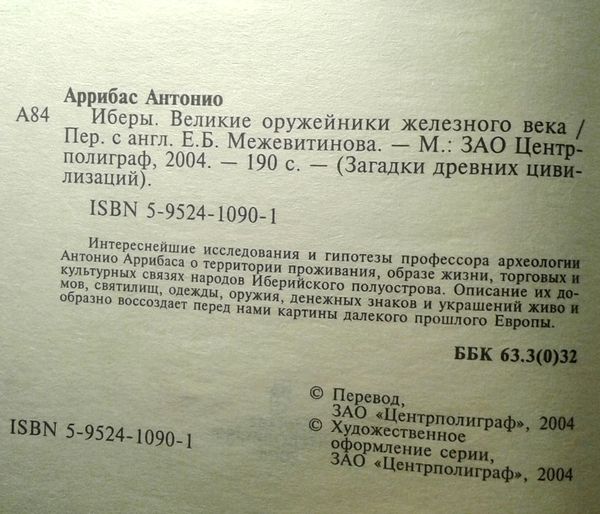 Аррибас Антонио
А84 Иберы. Великие оружейники железного века /
Пер. с англ. Е.Б. Межевитинова. — М.: ЗАО Центр-
полиграф, 2004. — 190 с. — (Загадки древних циви-
лизаций).
ISBN 5-9524-1090-1
Интереснейшие исследования и гипотезы профессора археологии
Антонио Аррибаса о территории проживания, образе жизни, торговых и
культурных связях народов Иберийского полуострова. Описание их до-
мов, святилищ, одежды, оружия, денежных знаков и украшений живо и
образно воссоздает перед нами картины далекого прошлого Европы.
ББК 63.3(0)32
© Перевод,
ЗАО «Центрполиграф», 2004
© Художественное
оформление серии,
ЗАО «Центрполиграф», 2004
ISBN 5-9524-1090-1